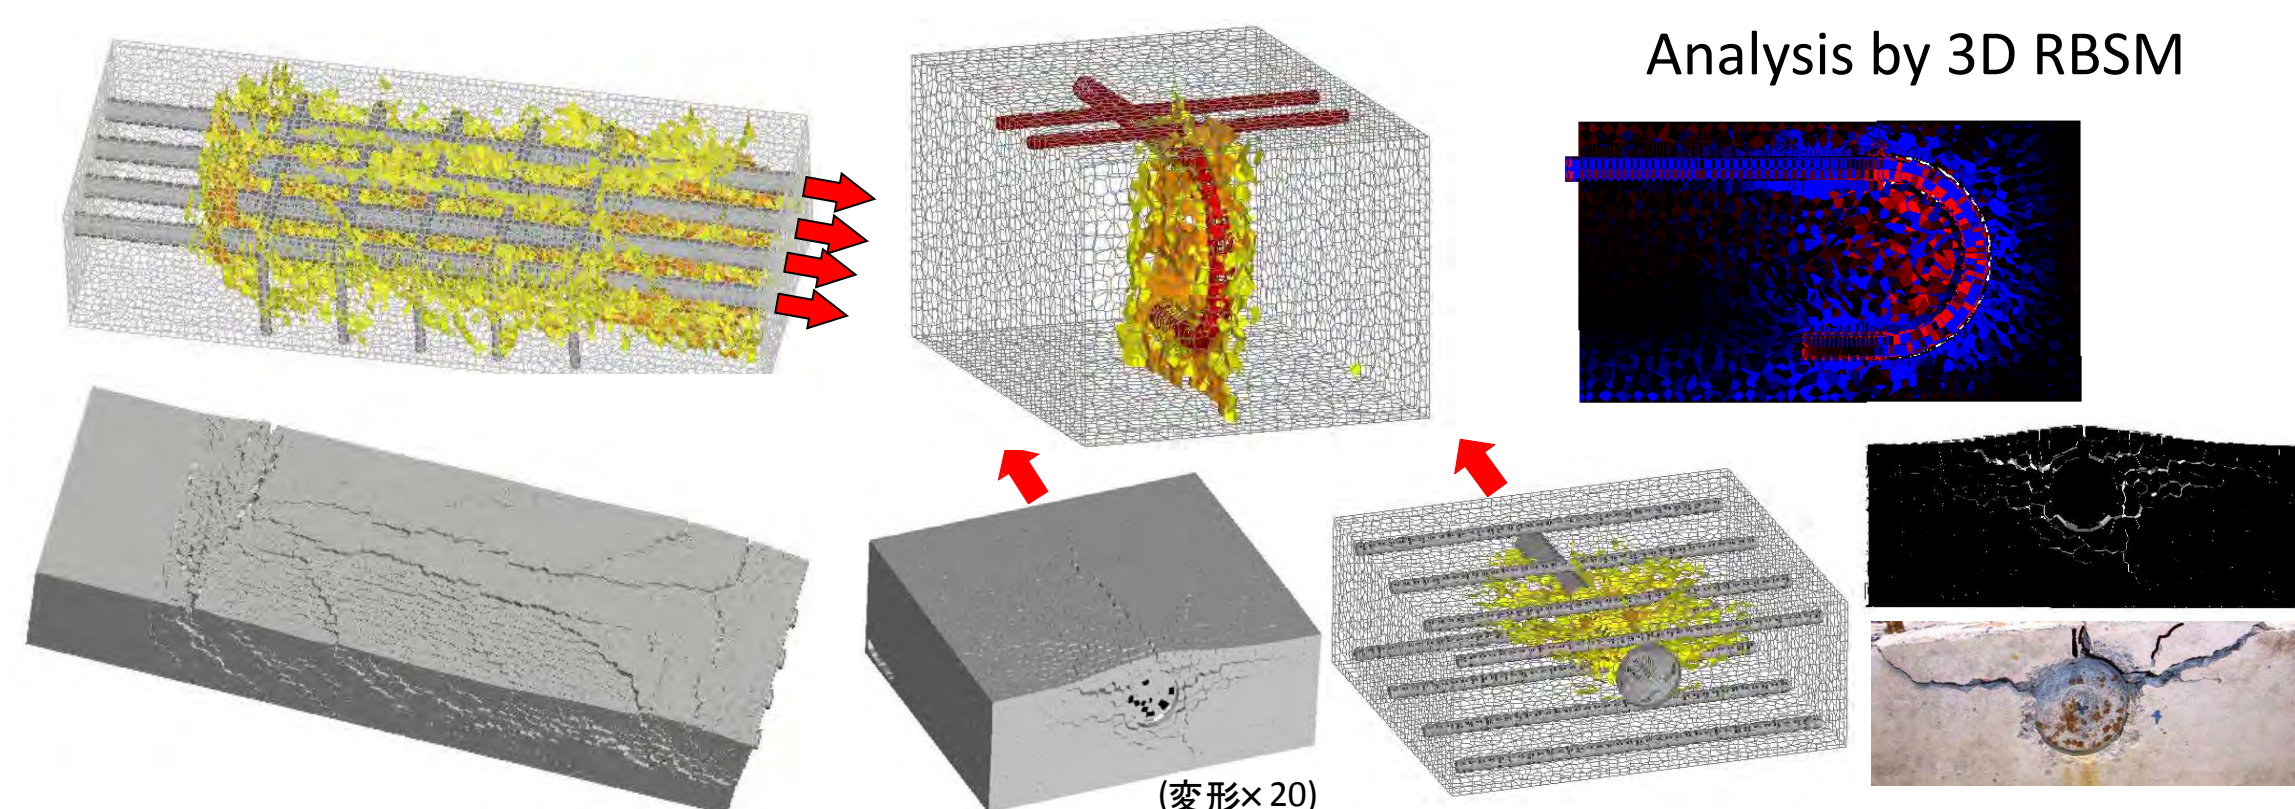 Analysis by 3D RBSM
(変形× 20)